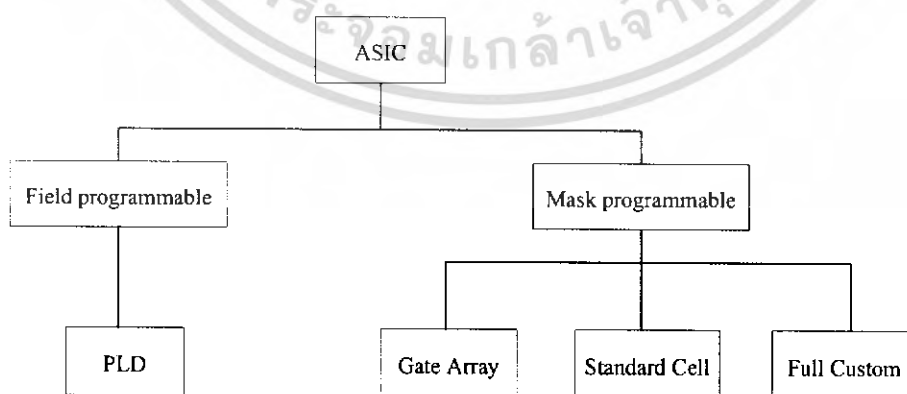 ASIC
Field programmable
Mask programmable
PLD
Gate Array
Standard Cell
Full Custom